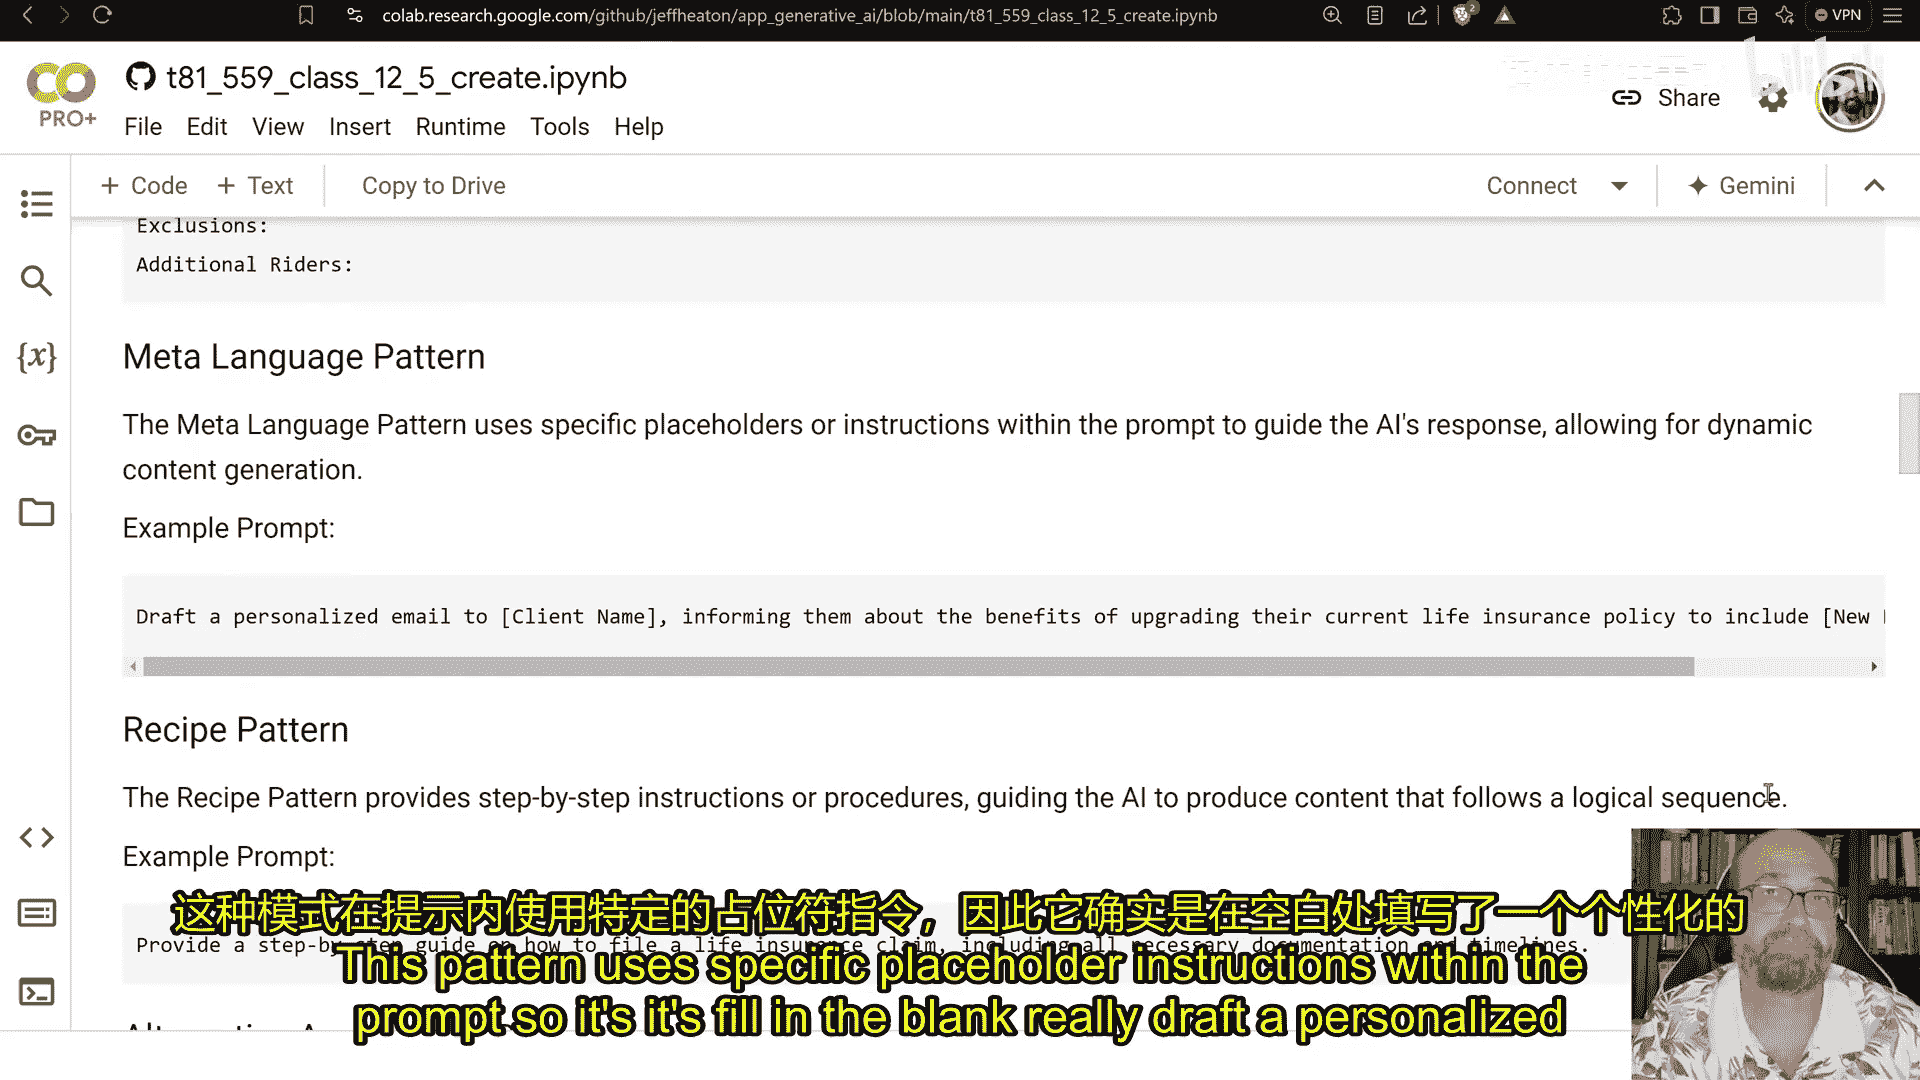 colab.research.google.com/github/jeffheaton/app_generative_ai/blob/main/t81_559_class_12_5_create.ipynb
2
VPN
CO
PRO+
t81_559_class_12_5_create.ipynb
File Edit View Insert Runtime Tools Help
Share
bilibili
+ Code + Text Copy to Drive
Connect
Gemini
{x}
Exclusions:
Additional Riders:
Meta Language Pattern
The Meta Language Pattern uses specific placeholders or instructions within the prompt to guide the AI's response, allowing for dynamic
content generation.
Example Prompt:
Draft a personalized email to [Client Name], informing them about the benefits of upgrading their current life insurance policy to include [New
Recipe Pattern
The Recipe Pattern provides step-by-step instructions or procedures, guiding the AI to produce content that follows a logical sequence.
Example Prompt:
这种模式在提示内使用特定的占位符指令，因此它确实是在空白处填写了一个个性化的
Provide a step-by-step guide on how to file a life insurance claim, including all necessary documentation and timelines.
This pattern uses specific placeholder instructions within the
prompt so it's it's fill in the blank really draft a personalized